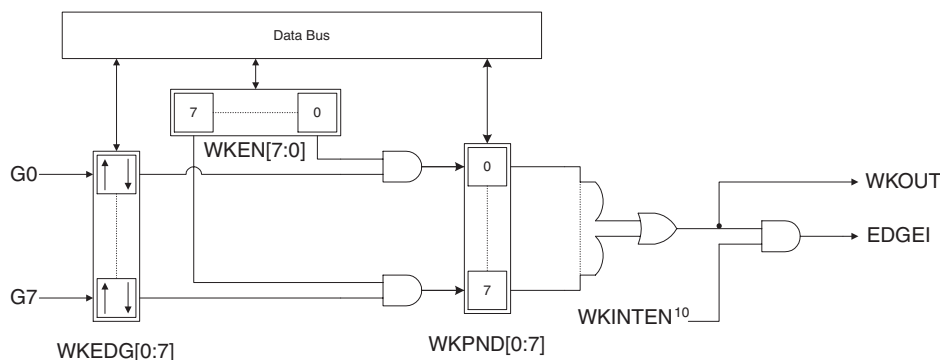 Data Bus
7 0
WKEN[7:0]
G0
0
WKOUT
EDGEI
G7
7
WKINTEN10
WKEDG[0:7]
WKPND[0:7]